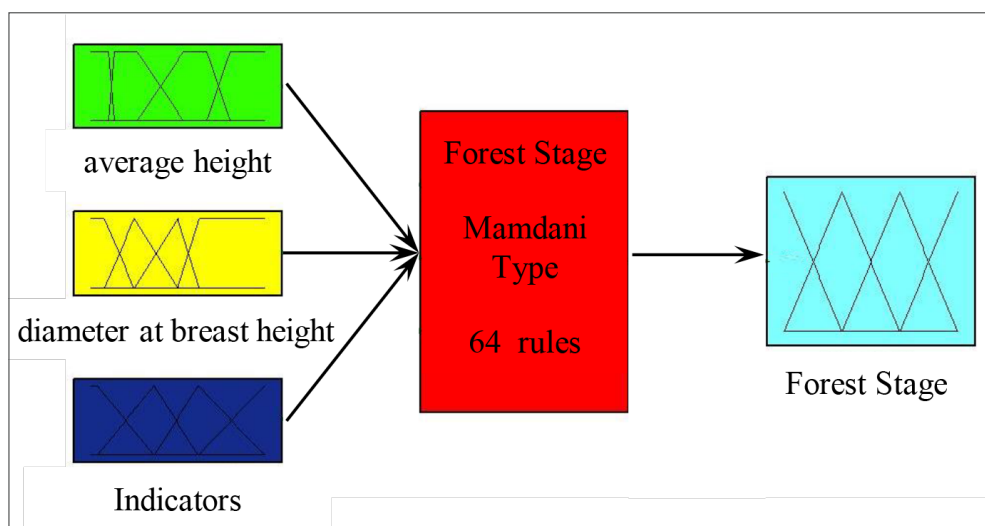 average height
diameter at breast height
Indicators
Forest Stage
Mamdani
Type
64 rules
Forest Stage